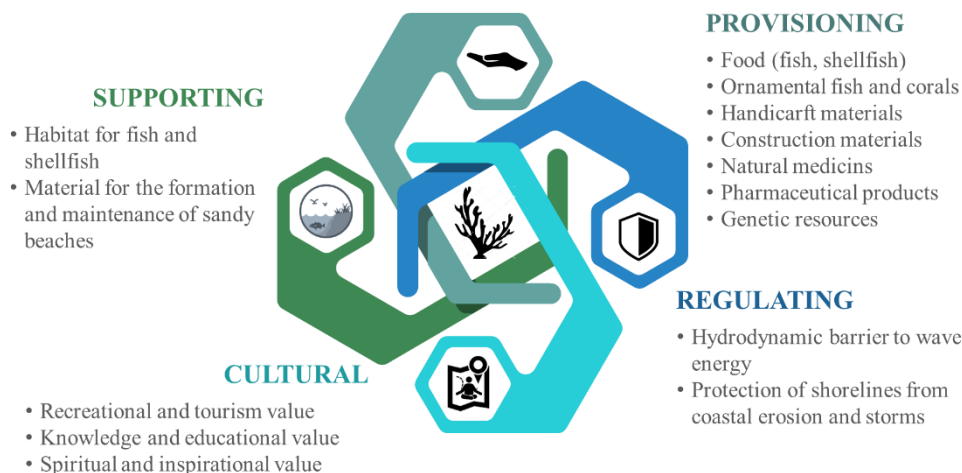 PROVISIONING
• Food (fish, shellfish)
• Ornamental fish and corals
• Handicarft materials
• Construction materials
• Natural medicins
• Pharmaceutical products
• Genetic resources
SUPPORTING
• Habitat for fish and
shellfish
• Material for the formation
and maintenance of sandy
beaches
REGULATING
• Hydrodynamic barrier to wave
energy
• Protection of shorelines from
coastal erosion and storms
CULTURAL
• Recreational and tourism value
• Knowledge and educational value
• Spiritual and inspirational value